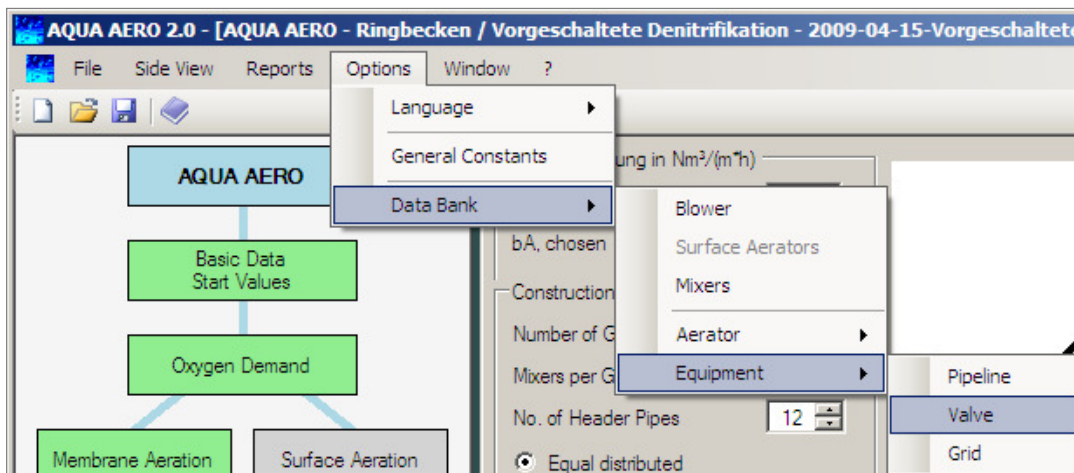 AQUA AERO 2.0 - [AQUA AERO - Ringbecken / Vorgeschaltete Denitrifikation - 2009-04-15-Vorgeschaltete
File Side View Reports Options Window ?
Language
General Constants
Data Bank
Blower
Surface Aerators
Mixers
Aerator
Equipment
Pipeline
Valve
Grid
AQUA AERO
Basic Data
Start Values
Oxygen Demand
Membrane Aeration
Surface Aeration
ung in Nm³/(m*h)
bA, chosen
Construction
Number of G
Mixers per G
No. of Header Pipes 12
Equal distributed